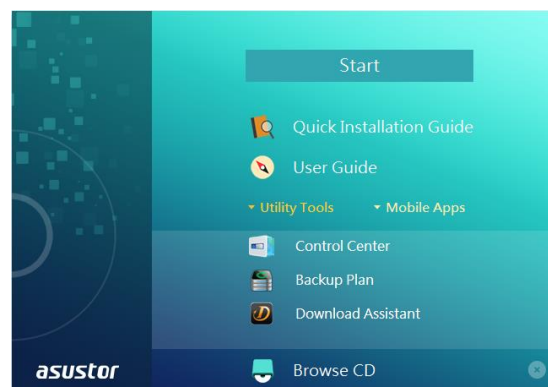 Start
Quick Installation Guide
User Guide
Utility Tools Mobile Apps
Control Center
Backup Plan
Download Assistant
asustor
Browse CD